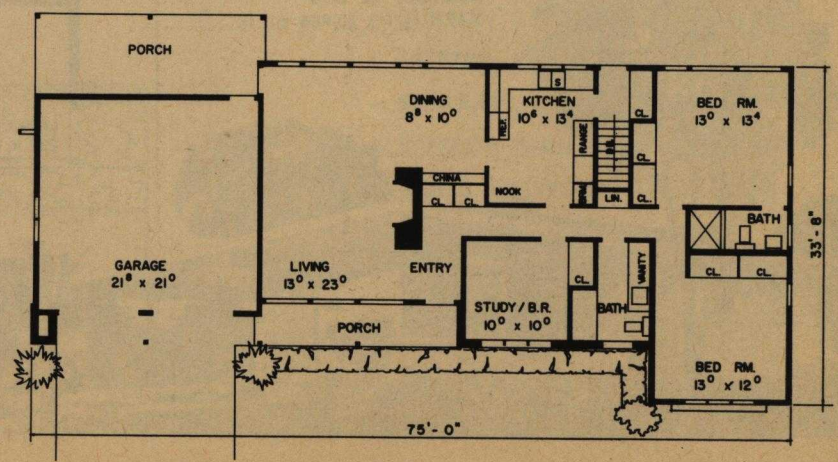 PORCH
GARAGE
21⁸ x 21⁰
LIVING
13⁰ x 23⁰
DINING
8⁸ x 10⁰
CHINA
CL.
CL.
ENTRY
PORCH
KITCHEN
10⁶ x 13⁴
S
REF.
RANGE
NOOK
LIN.
CL.
CL.
CL.
STUDY / B.R.
10⁰ x 10⁰
CL.
BATH
VANITY
BED RM.
13⁰ x 13⁴
BATH
CL.
CL.
BED RM.
13⁰ x 12⁰
33'-8"
75'-0"